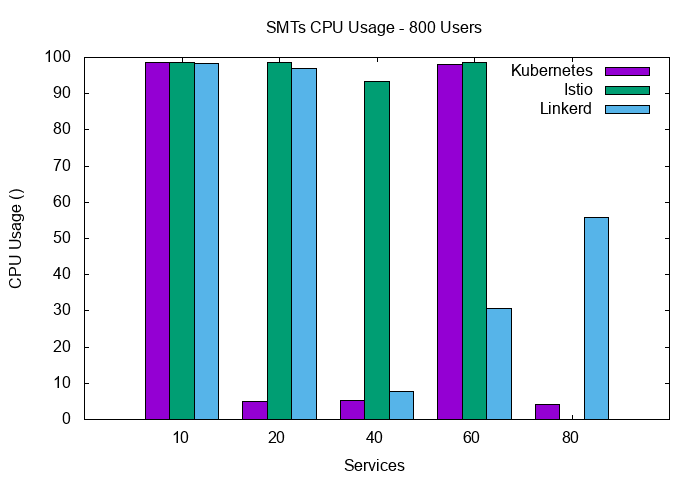 SMTs CPU Usage - 800 Users
100
90
80
70
60
50
40
30
20
10
0
CPU Usage ()
Kubernetes
Istio
Linkerd
10 20 40 60 80
Services